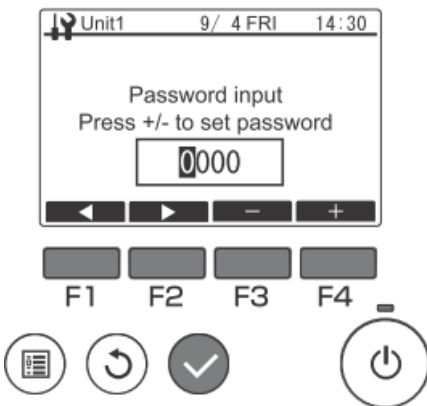 Unit1 9/ 4 FRI 14:30
Password input
Press +/- to set password
0000
− +
F1 F2 F3 F4